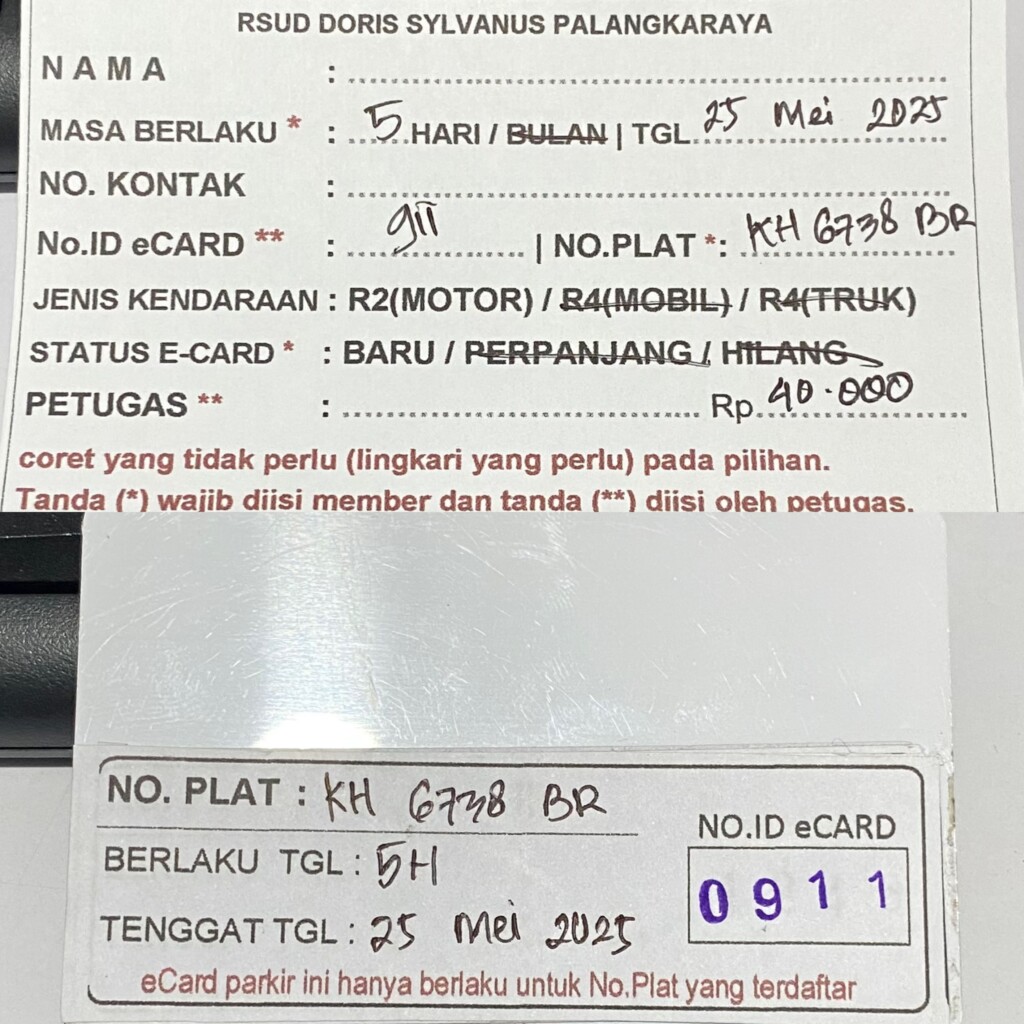 RSUD DORIS SYLVANUS PALANGKARAYA
NAMA : ................
MASA BERLAKU * : 5 HARI / BULAN | TGL. 25 Mei 2025
NO. KONTAK : ................
No.ID eCARD ** : 911 | NO.PLAT *: KH 6738 BR
JENIS KENDARAAN : R2(MOTOR) / R4(MOBIL) / R4(TRUK)
STATUS E-CARD * : BARU / PERPANJANG / HILANG
PETUGAS ** : ................ Rp. 40.000
coret yang tidak perlu (lingkari yang perlu) pada pilihan.
Tanda (*) wajib diisi member dan tanda (**) diisi oleh petugas.
NO. PLAT : KH 6738 BR
NO.ID eCARD
BERLAKU TGL : 5H
0911
TENGGAT TGL : 25 Mei 2025
eCard parkir ini hanya berlaku untuk No.Plat yang terdaftar